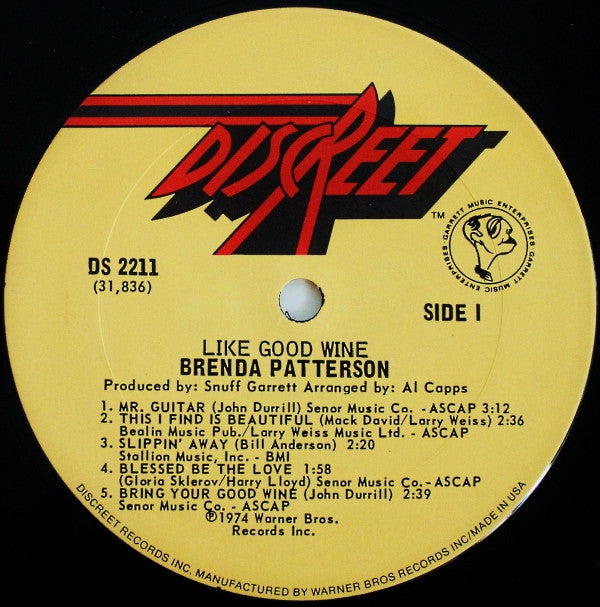 DISCREET
TM
GARRETT MUSIC ENTERPRISES · GARRETT MUSIC ENTERPRISES ·
DS 2211
(31,836)
SIDE 1
LIKE GOOD WINE
BRENDA PATTERSON
Produced by: Snuff Garrett Arranged by: Al Capps
1. MR. GUITAR (John Durrill) Senor Music Co. - ASCAP 3:12
2. THIS I FIND IS BEAUTIFUL (Mack David/Larry Weiss) 2:36
Bealin Music Pub./Larry Weiss Music Ltd. - ASCAP
3. SLIPPIN' AWAY (Bill Anderson) 2:20
Stallion Music, Inc. - BMI
4. BLESSED BE THE LOVE 1:58
(Gloria Sklerov/Harry Lloyd) Senor Music Co. - ASCAP
5. BRING YOUR GOOD WINE (John Durrill) 2:39
Senor Music Co. - ASCAP
℗1974 Warner Bros.
Records Inc.
DISCREET RECORDS INC. MANUFACTURED BY WARNER BROS RECORDS INC/MADE IN USA